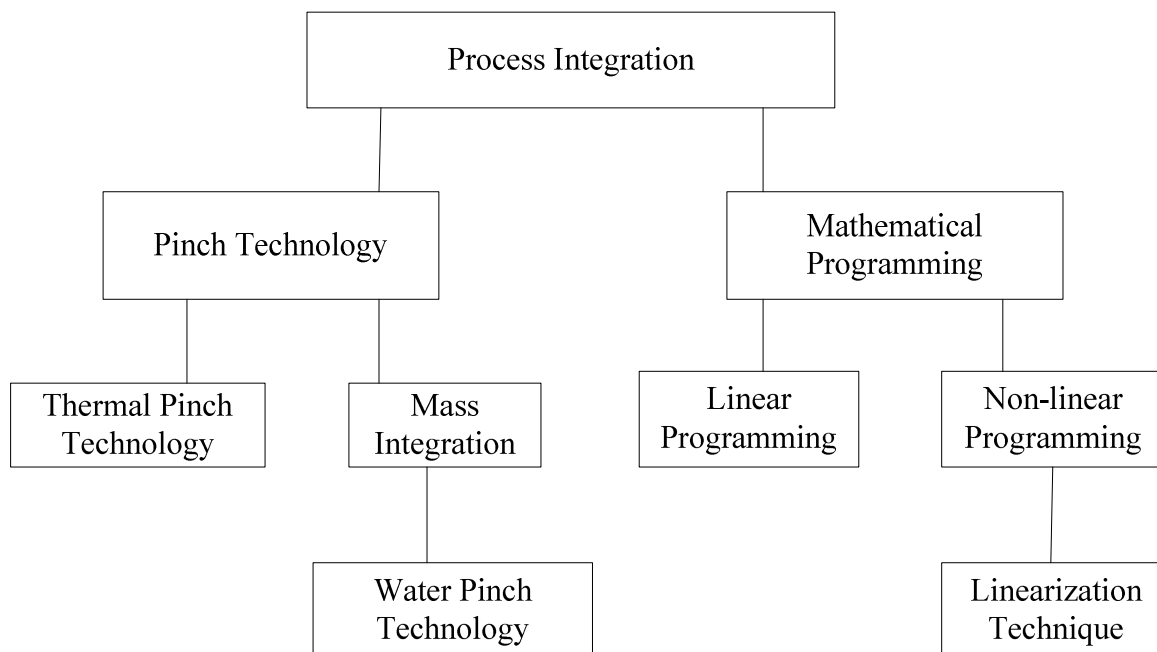 Process Integration
Pinch Technology
Mathematical
Programming
Thermal Pinch
Technology
Mass
Integration
Linear
Programming
Non-linear
Programming
Water Pinch
Technology
Linearization
Technique